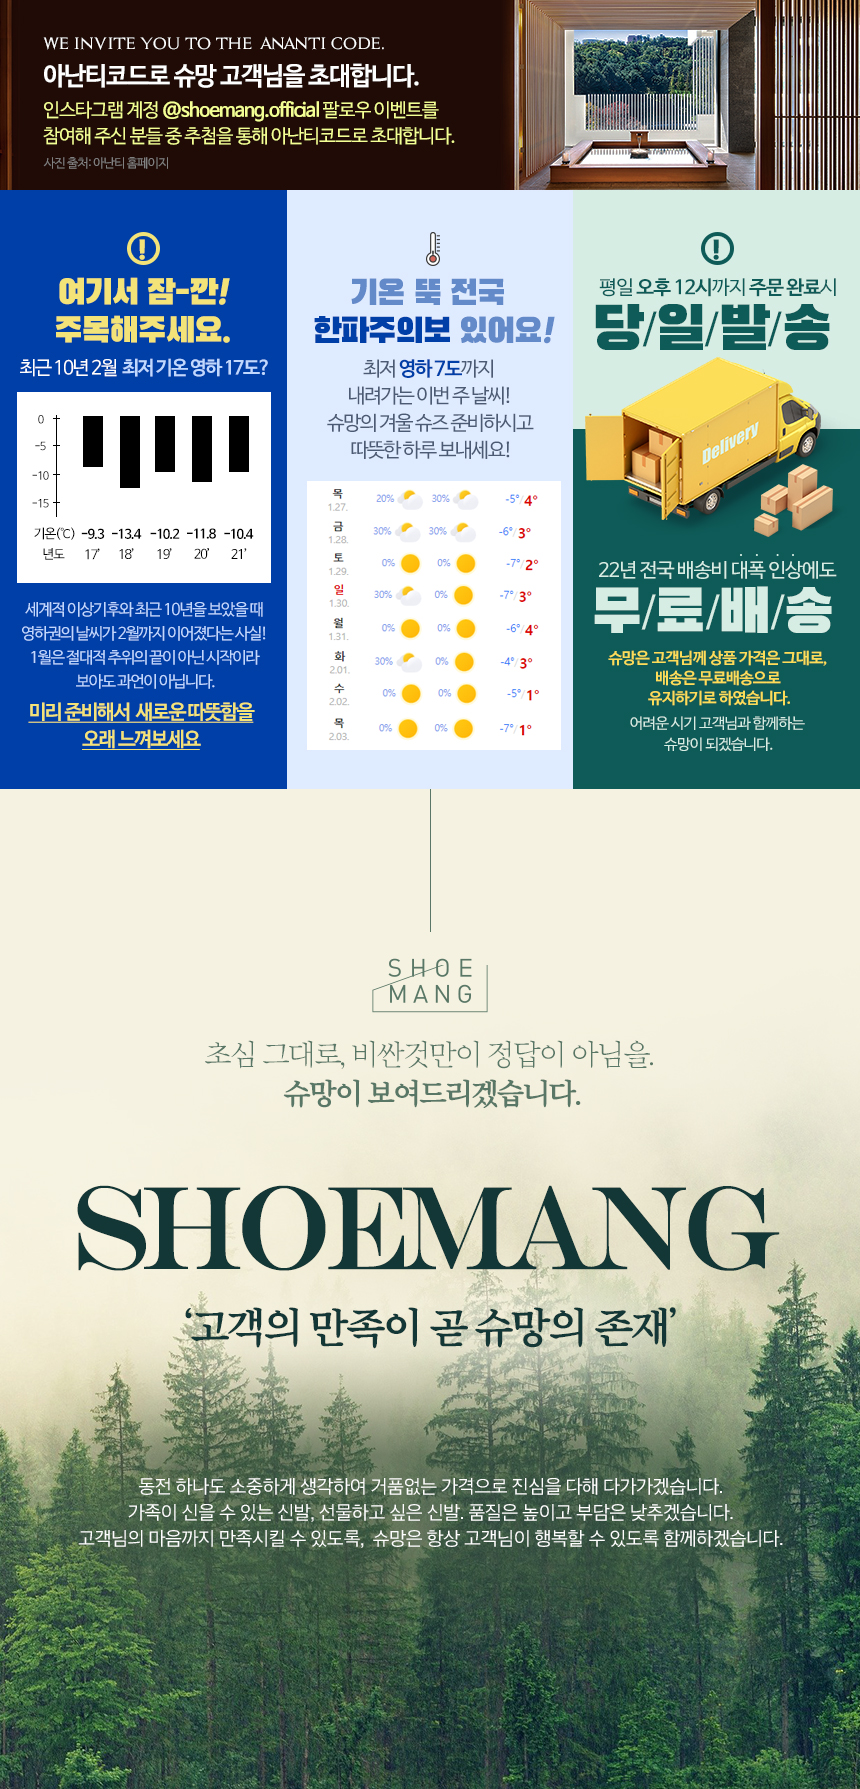 WE INVITE YOU TO THE ANANTI CODE.
아난티코드로 슈망 고객님을 초대합니다.
인스타그램 계정 @shoemang.official 팔로우 이벤트를
참여해 주신 분들 중 추첨을 통해 아난티코드로 초대합니다.
사진 출처: 아난티 홈페이지
여기서 잠-깐!
주목해주세요.
최근 10년 2월 최저 기온 영하 17도?
0
-5
-10
-15
기온(℃) -9.3 -13.4 -10.2 -11.8 -10.4
년도 17' 18' 19' 20' 21'
세계적 이상기후와 최근 10년을 보았을 때
영하권의 날씨가 2월까지 이어졌다는 사실!
1월은 절대적 추위의 끝이 아닌 시작이라
보아도 과언이 아닙니다.
미리 준비해서 새로운 따뜻함을
오래 느껴보세요
기온 뚝 전국
한파주의보 있어요!
최저 영하 7도까지
내려가는 이번 주 날씨!
슈망의 겨울 슈즈 준비하시고
따뜻한 하루 보내세요!
목 1.27. 20% 30% -5°/4°
금 1.28. 30% 30% -6°/3°
토 1.29. 0% 0% -7°/2°
일 1.30. 30% 0% -7°/3°
월 1.31. 0% 0% -6°/4°
화 2.01. 30% 0% -4°/3°
수 2.02. 0% 0% -5°/1°
목 2.03. 0% 0% -7°/1°
평일 오후 12시까지 주문 완료시
당/일/발/송
Delivery
22년 전국 배송비 대폭 인상에도
무/료/배/송
슈망은 고객님께 상품 가격은 그대로,
배송은 무료배송으로
유지하기로 하였습니다.
어려운 시기 고객님과 함께하는
슈망이 되겠습니다.
SHOE
MANG
초심 그대로, 비싼것만이 정답이 아님을.
슈망이 보여드리겠습니다.
SHOEMANG
‘고객의 만족이 곧 슈망의 존재’
동전 하나도 소중하게 생각하여 거품없는 가격으로 진심을 다해 다가가겠습니다.
가족이 신을 수 있는 신발, 선물하고 싶은 신발. 품질은 높이고 부담은 낮추겠습니다.
고객님의 마음까지 만족시킬 수 있도록, 슈망은 항상 고객님이 행복할 수 있도록 함께하겠습니다.